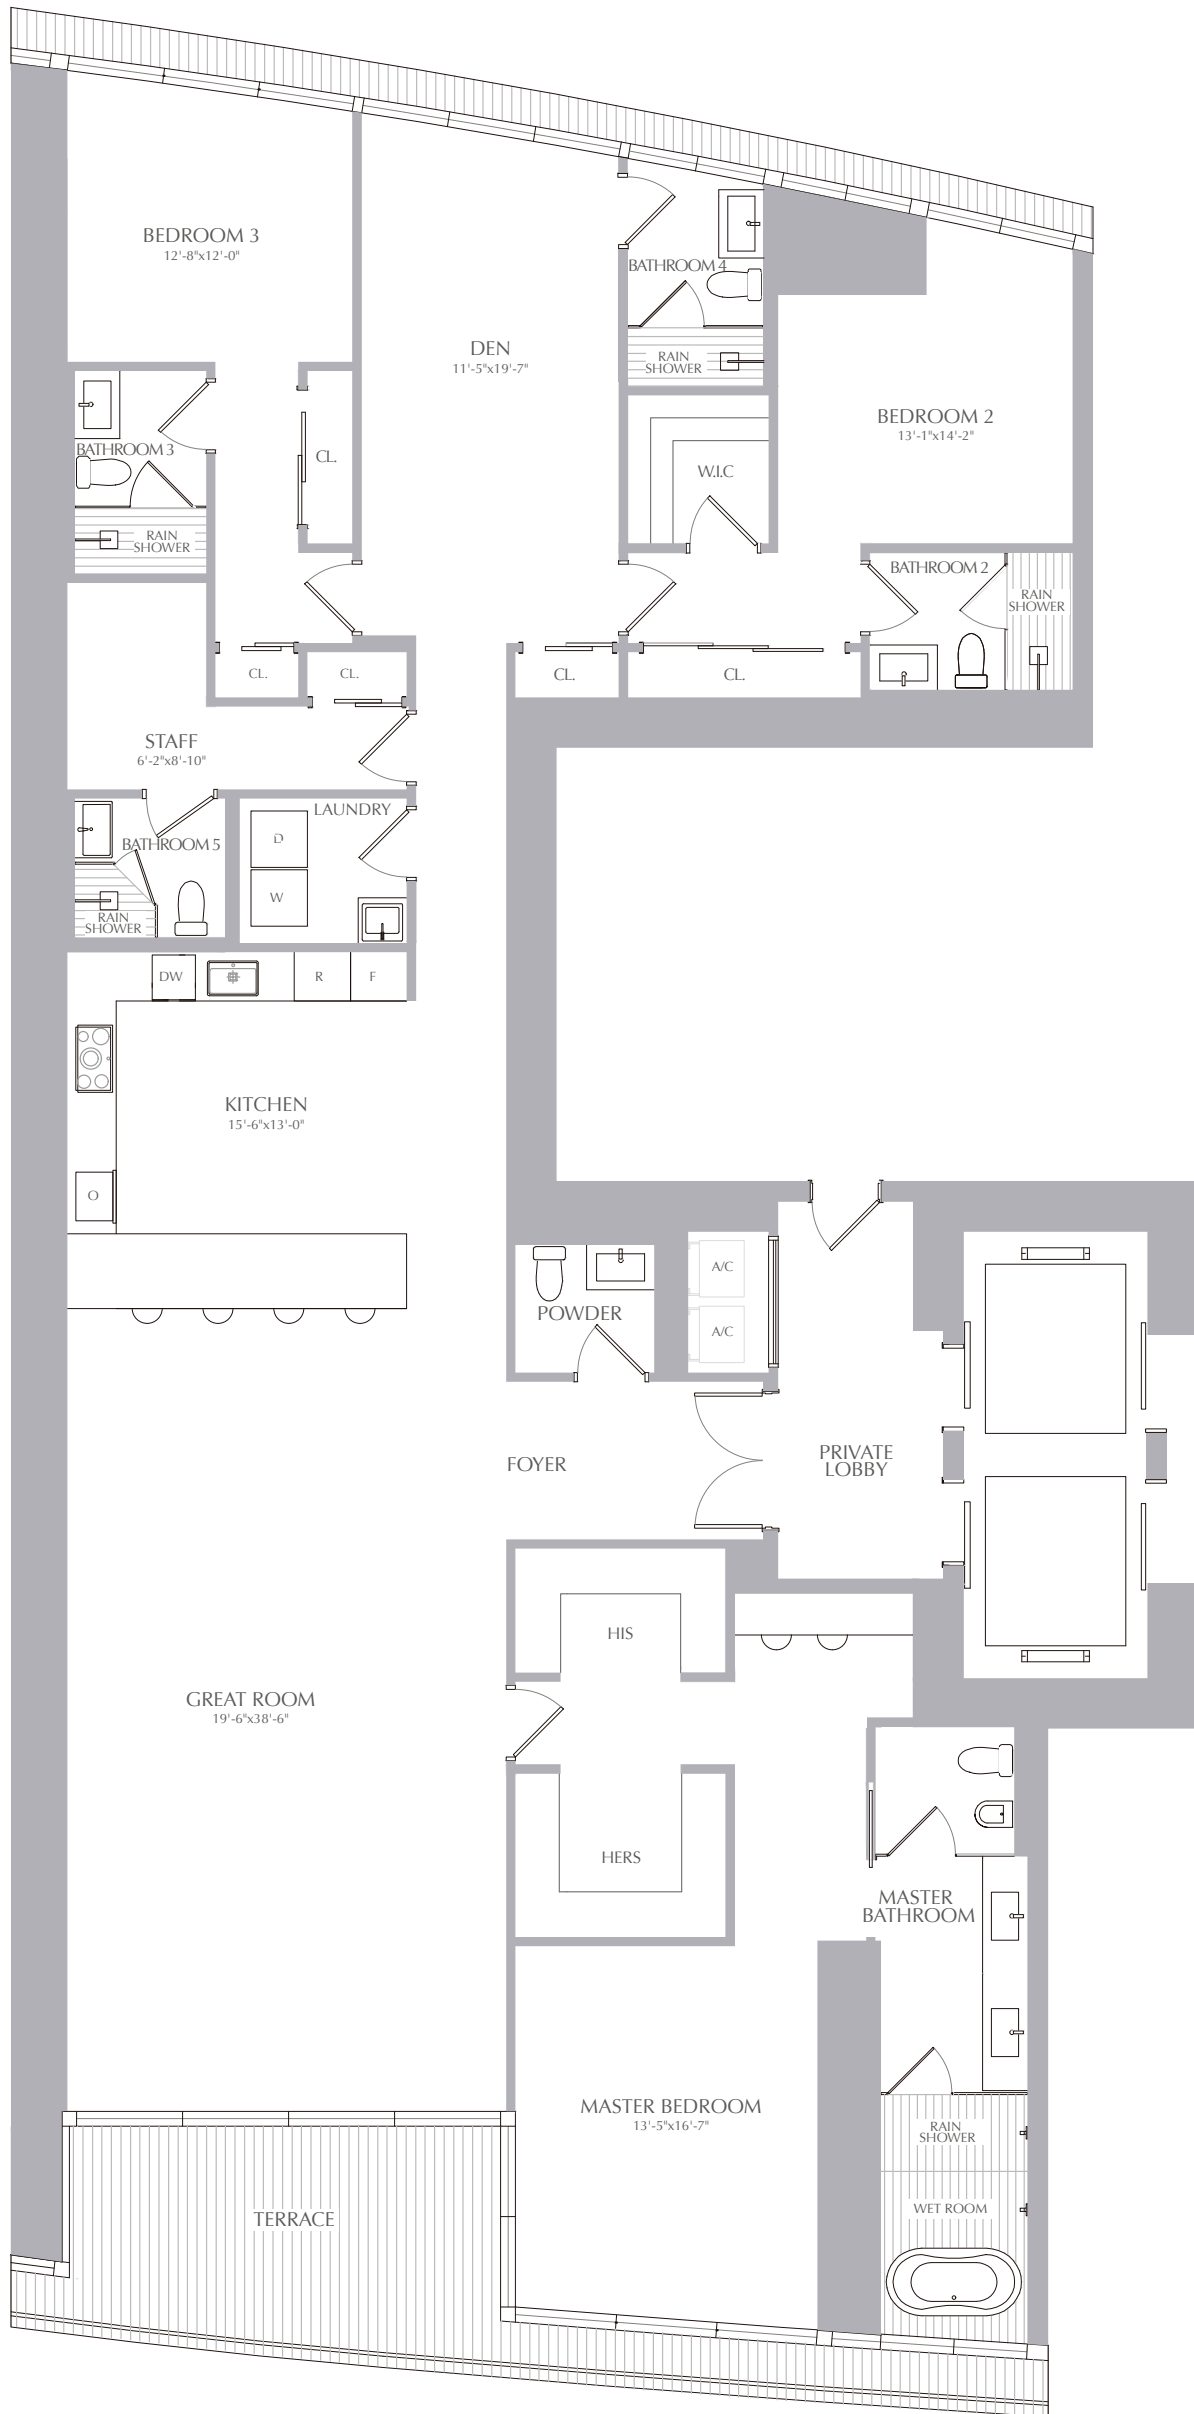 BEDROOM 3
12'-8"x12'-0"
BATHROOM 4
DEN
11'-5"x19'-7"
RAIN
SHOWER
BEDROOM 2
13'-1"x14'-2"
BATHROOM 3
CL.
W.I.C
RAIN
SHOWER
BATHROOM 2
RAIN
SHOWER
CL.
CL.
CL.
CL.
STAFF
6'-2"x8'-10"
LAUNDRY
D
BATHROOM 5
W
RAIN
SHOWER
DW
R
F
KITCHEN
15'-6"x13'-0"
O
A/C
POWDER
A/C
FOYER
PRIVATE
LOBBY
HIS
GREAT ROOM
19'-6"x38'-6"
HERS
MASTER
BATHROOM
MASTER BEDROOM
13'-5"x16'-7"
RAIN
SHOWER
WET ROOM
TERRACE